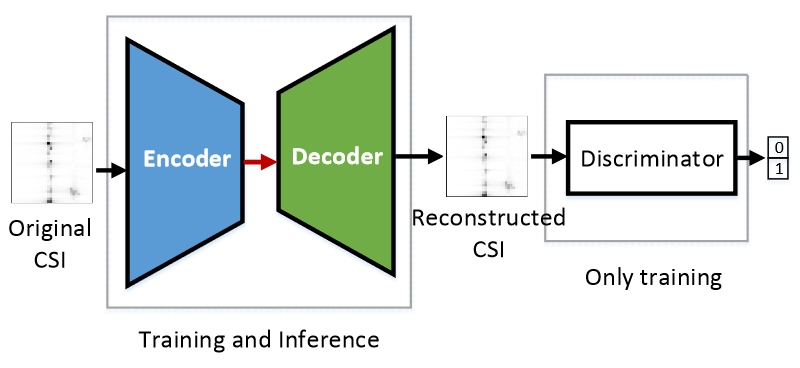 Original
CSI
Encoder
Decoder
Reconstructed
CSI
Discriminator
0
1
Training and Inference
Only training